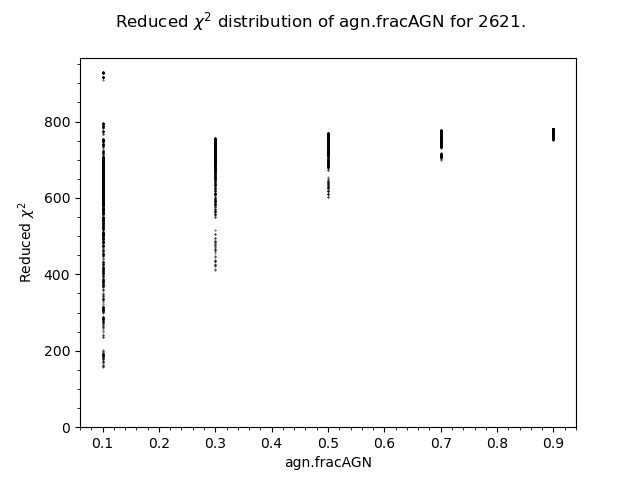 Reduced χ² distribution of agn.fracAGN for 2621.
800
600
400
200
0
Reduced χ²
0.1 0.2 0.3 0.4 0.5 0.6 0.7 0.8 0.9
agn.fracAGN